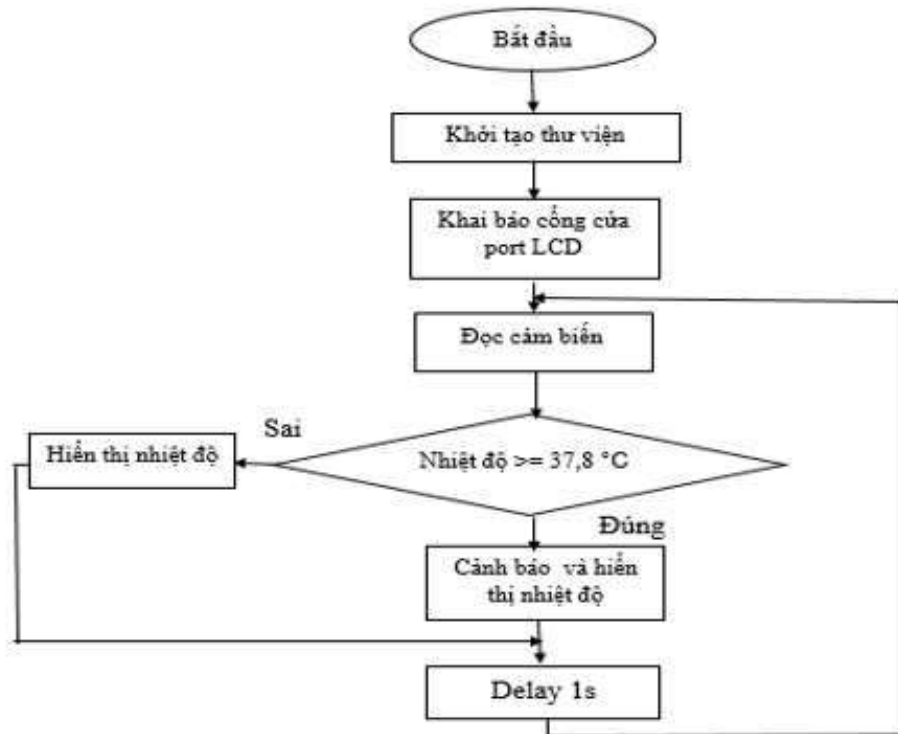 Bắt đầu
Khởi tạo thư viện
Khai báo cổng cửa
port LCD
Đọc cảm biến
Sai
Hiển thị nhiệt độ
Nhiệt độ >= 37,8 °C
Đúng
Cảnh báo và hiển
thị nhiệt độ
Delay 1s